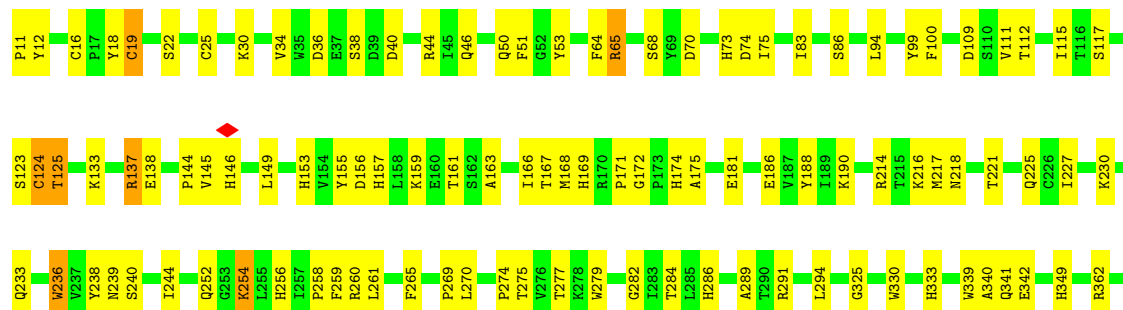 P11 Y12 C16 P17 Y18 C19 S22 C25 K30 V34 W35 D36 E37 S38 D39 D40 R44 I45 Q46 Q50 F51 G52 Y53 F64 R65 S68 Y69 D70 H73 D74 I75 I83 S86 L94 Y99 F100 D109 S110 V111 T112 I115 T116 S117
S123 C124 T125 K133 R137 E138 P144 V145 H146 L149 H153 V154 Y155 D156 H157 L158 K159 E160 T161 S162 A163 I166 T167 M168 H169 R170 P171 G172 P173 H174 A175 E181 E186 V187 Y188 I189 K190 R214 T215 K216 M217 N218 T221 Q225 C226 I227 K230
Q233 W236 V237 Y238 N239 S240 I244 Q252 G253 K254 L255 H256 I257 P258 F259 R260 L261 F265 P269 L270 P274 T275 V276 T277 K278 W279 G282 I283 T284 L285 H286 A289 T290 R291 L294 G325 W330 H333 W339 A340 Q341 E342 H349 R362